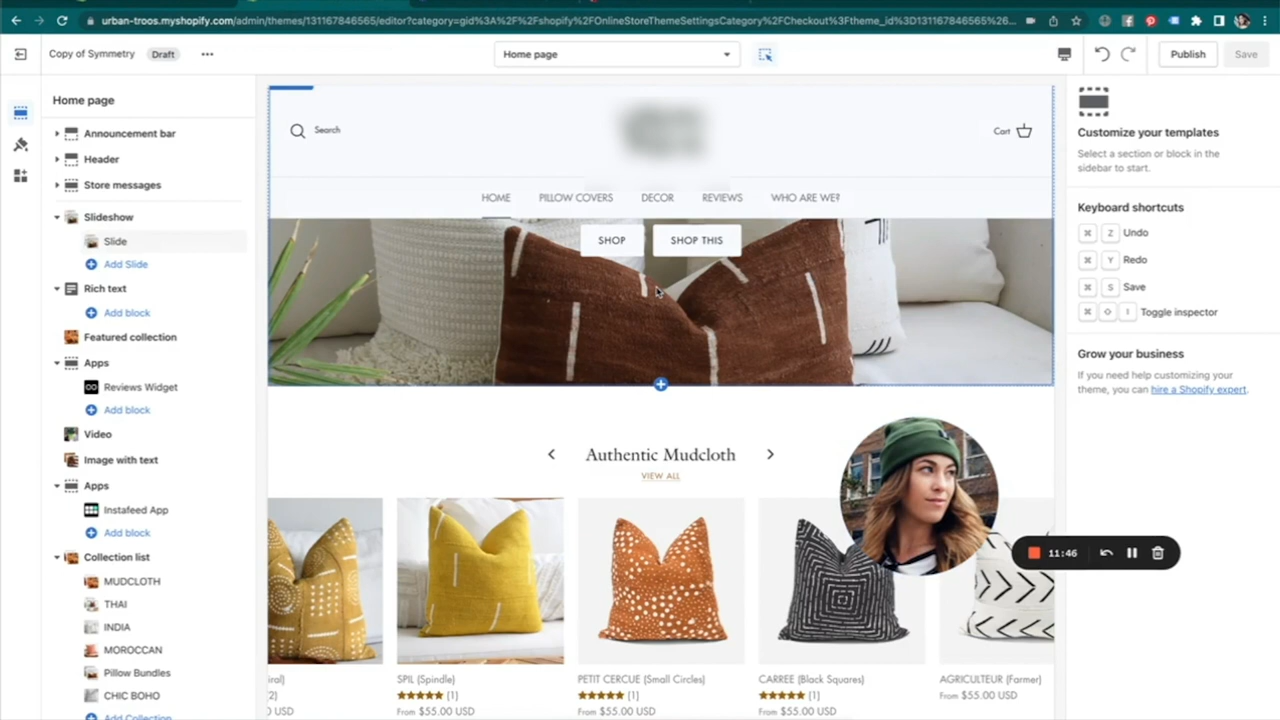 urban-troos.myshopify.com/admin/themes/131167846565/editor?category=gid%3A%2F%2Fshopify%2FOnlineStoreThemeSettingsCategory%2FCheckout%3Ftheme_id%3D131167846565%26...
Copy of Symmetry
Draft
Home page
Publish
Save
Home page
Announcement bar
Header
Store messages
Slideshow
Slide
Add Slide
Rich text
Add block
Featured collection
Apps
Reviews Widget
Add block
Video
Image with text
Apps
Instafeed App
Add block
Collection list
MUDCLOTH
THAI
INDIA
MOROCCAN
Pillow Bundles
CHIC BOHO
Add Collection
Search
Cart
HOME
PILLOW COVERS
DECOR
REVIEWS
WHO ARE WE?
SHOP
SHOP THIS
Authentic Mudcloth
VIEW ALL
iral)
(2)
0 USD
SPIL (Spindle)
(1)
From $55.00 USD
PETIT CERCUE (Small Circles)
(1)
From $55.00 USD
CARREE (Black Squares)
(1)
From $55.00 USD
AGRICULTEUR (Farmer)
From $55.00 USD
11:46
Customize your templates
Select a section or block in the
sidebar to start.
Keyboard shortcuts
⌘ Z Undo
⌘ Y Redo
⌘ S Save
⌘ ⇧ I Toggle inspector
Grow your business
If you need help customizing your
theme, you can hire a Shopify expert.